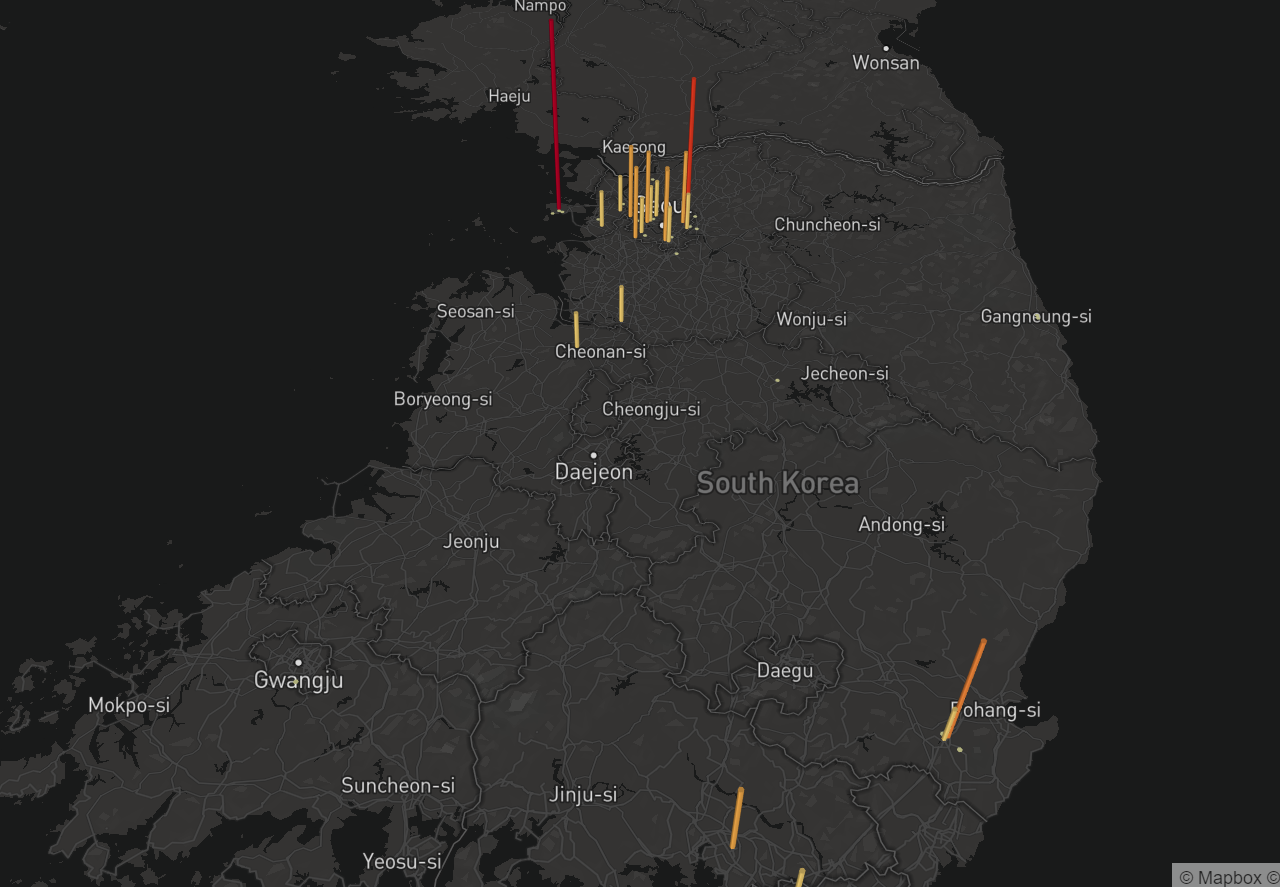 Nampo
Wonsan
Haeju
Kaesong
Chuncheon-si
Seosan-si
Gangneung-si
Wonju-si
Cheonan-si
Jecheon-si
Boryeong-si
Cheongju-si
Daejeon
South Korea
Andong-si
Jeonju
Daegu
Gwangju
Mokpo-si
Pohang-si
Suncheon-si
Jinju-si
Yeosu-si
© Mapbox ©